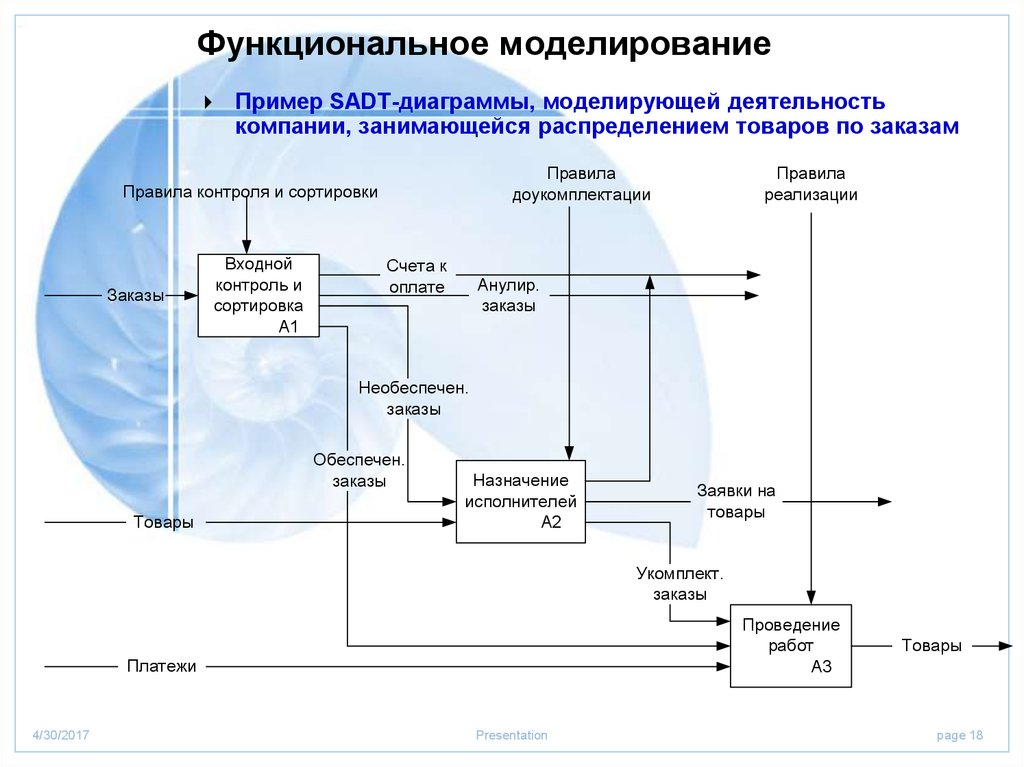 Функциональное моделирование
Пример SADT-диаграммы, моделирующей деятельность
компании, занимающейся распределением товаров по заказам
Правила контроля и сортировки
Правила
доукомплектации
Правила
реализации
Заказы
Входной
контроль и
сортировка
А1
Счета к
оплате
Анулир.
заказы
Необеспечен.
заказы
Обеспечен.
заказы
Товары
Назначение
исполнителей
А2
Заявки на
товары
Укомплект.
заказы
Проведение
работ
А3
Товары
Платежи
4/30/2017
Presentation
page 18